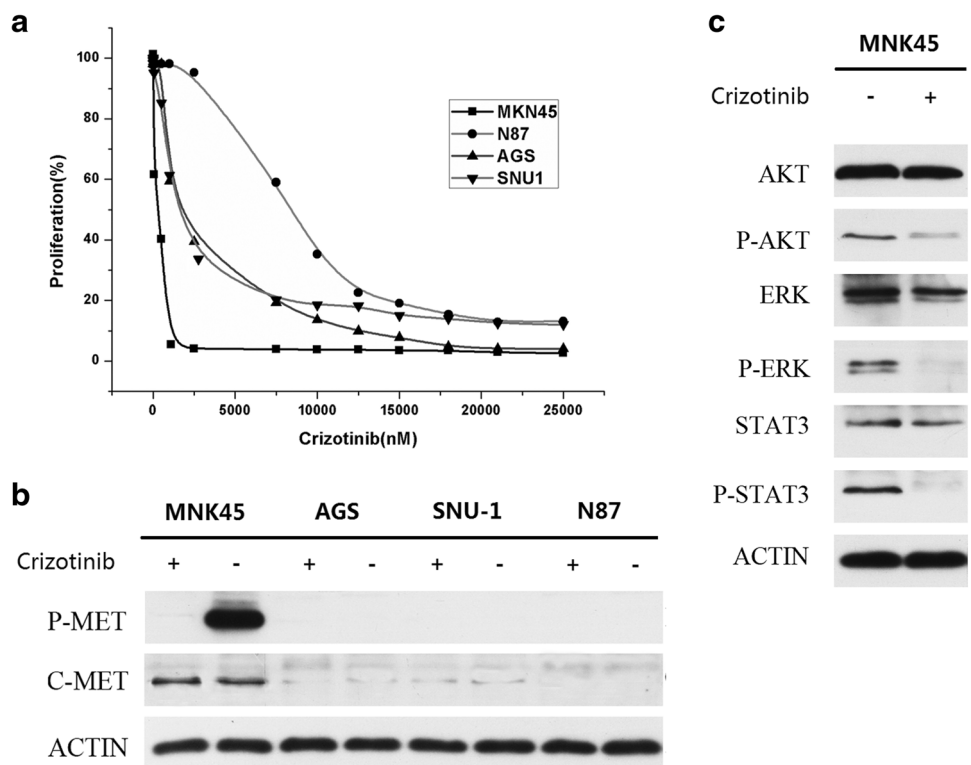 a
100
80
60
40
20
0
Proliferation(%)
0 5000 10000 15000 20000 25000
Crizotinib(nM)
MKN45
N87
AGS
SNU1
b
MNK45 AGS SNU-1 N87
Crizotinib + - + - + - + -
P-MET
C-MET
ACTIN
c
MNK45
Crizotinib - +
AKT
P-AKT
ERK
P-ERK
STAT3
P-STAT3
ACTIN